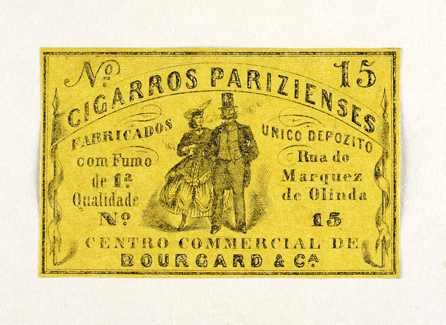 Nº 15
CIGARROS PARIZIENSES
FABRICADOS
com Fumo
de 1ª
Qualidade
Nº
UNICO DEPOZITO
Rua do
Marquez
de Olinda
15
CENTRO COMMERCIAL DE
BOURGARD & Cª